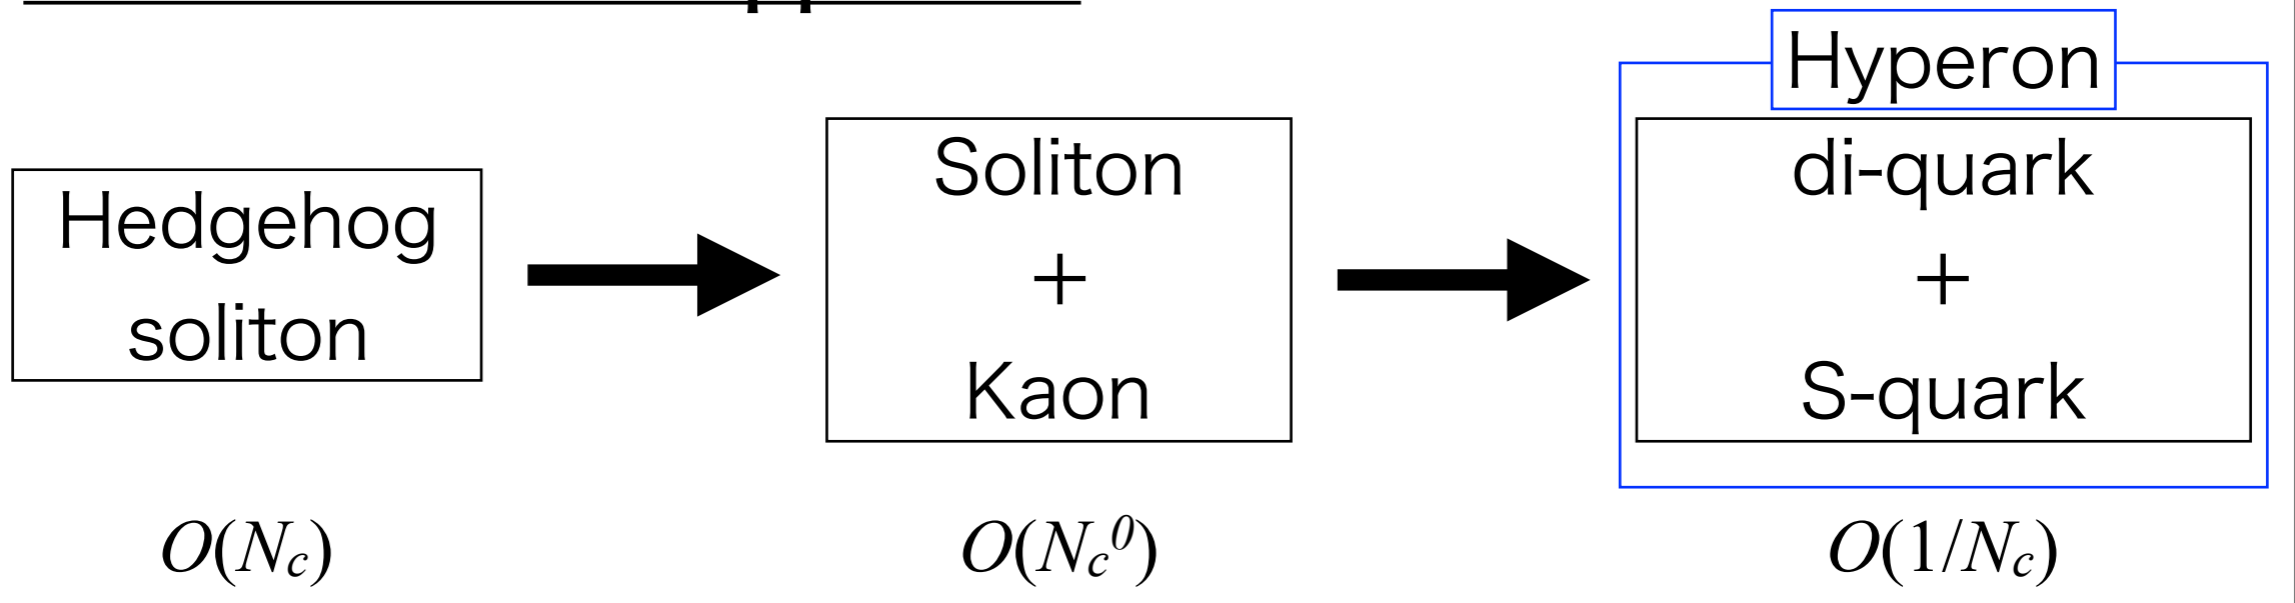 Hedgehog
soliton
O(Nc)
Soliton
+
Kaon
O(Nc⁰)
Hyperon
di-quark
+
S-quark
O(1/Nc)